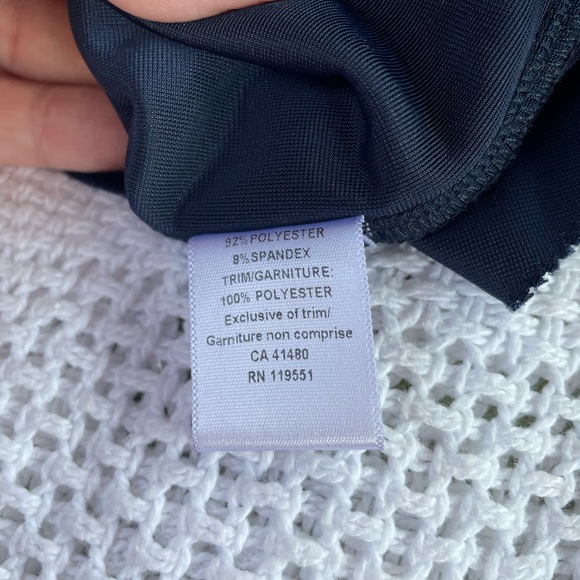 92% POLYESTER
8% SPANDEX
TRIM/GARNITURE:
100% POLYESTER
Exclusive of trim/
Garniture non comprise
CA 41480
RN 119551